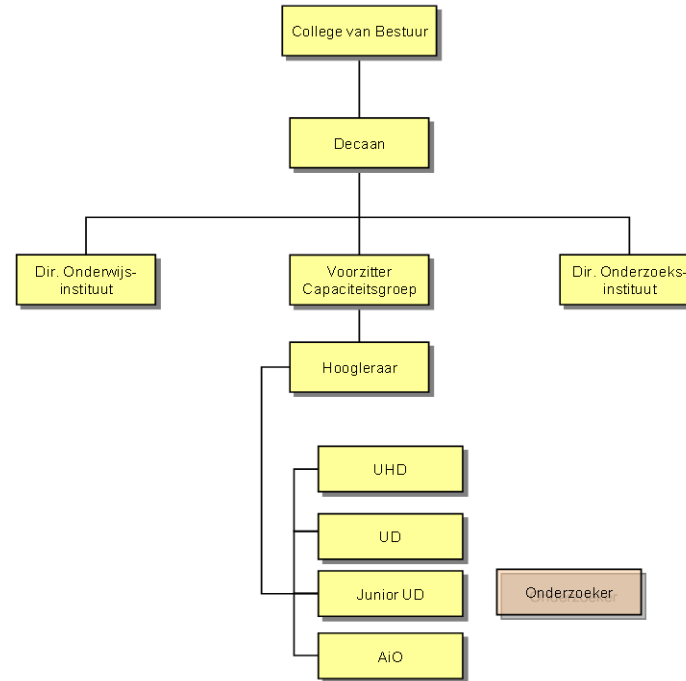 College van Bestuur
Decaan
Dir. Onderwijs-
instituut
Voorzitter
Capaciteitsgroep
Dir. Onderzoeks-
instituut
Hoogleraar
UHD
UD
Junior UD
Onderzoeker
AiO